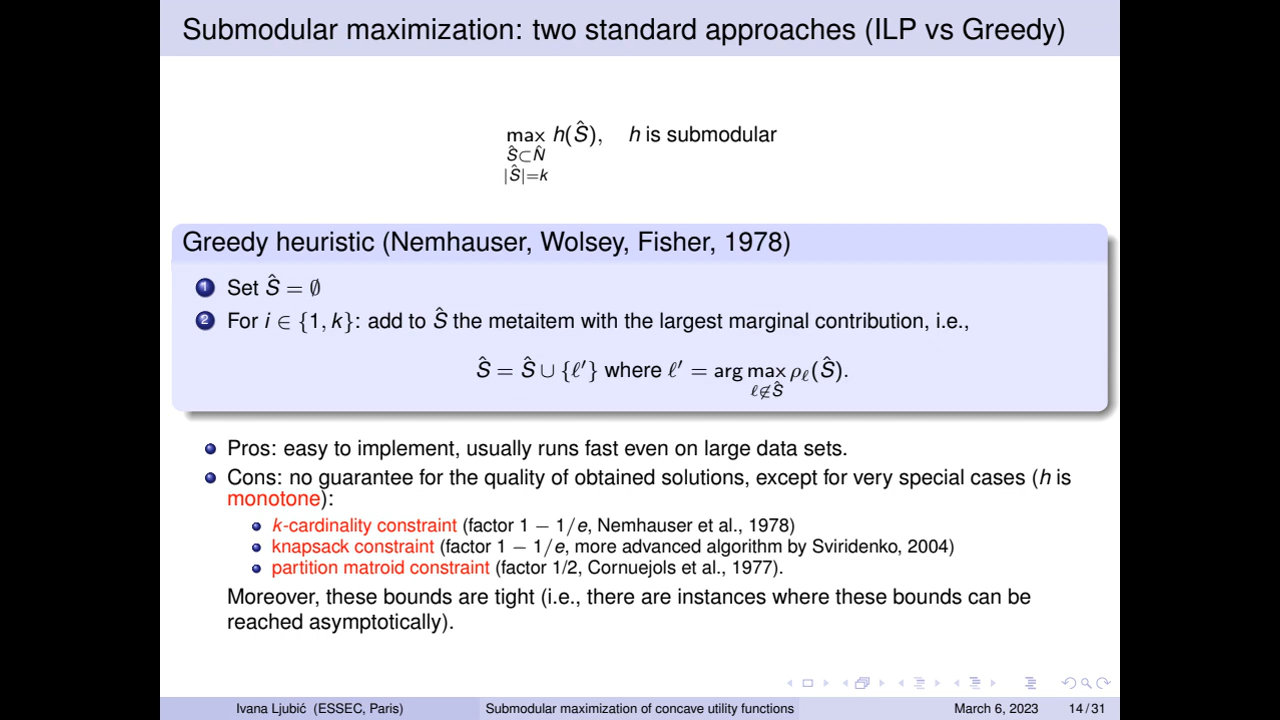 Submodular maximization: two standard approaches (ILP vs Greedy)
max h(Ŝ), h is submodular
Ŝ⊂N̂
|Ŝ|=k
Greedy heuristic (Nemhauser, Wolsey, Fisher, 1978)
1 Set Ŝ = ∅
2 For i ∈ {1, k}: add to Ŝ the metaitem with the largest marginal contribution, i.e.,
Ŝ = Ŝ ∪ {ℓ′} where ℓ′ = arg max ρℓ(Ŝ).
ℓ∉Ŝ
Pros: easy to implement, usually runs fast even on large data sets.
Cons: no guarantee for the quality of obtained solutions, except for very special cases (h is
monotone):
k-cardinality constraint (factor 1 − 1/e, Nemhauser et al., 1978)
knapsack constraint (factor 1 − 1/e, more advanced algorithm by Sviridenko, 2004)
partition matroid constraint (factor 1/2, Cornuejols et al., 1977).
Moreover, these bounds are tight (i.e., there are instances where these bounds can be
reached asymptotically).
Ivana Ljubić (ESSEC, Paris) Submodular maximization of concave utility functions March 6, 2023 14 / 31